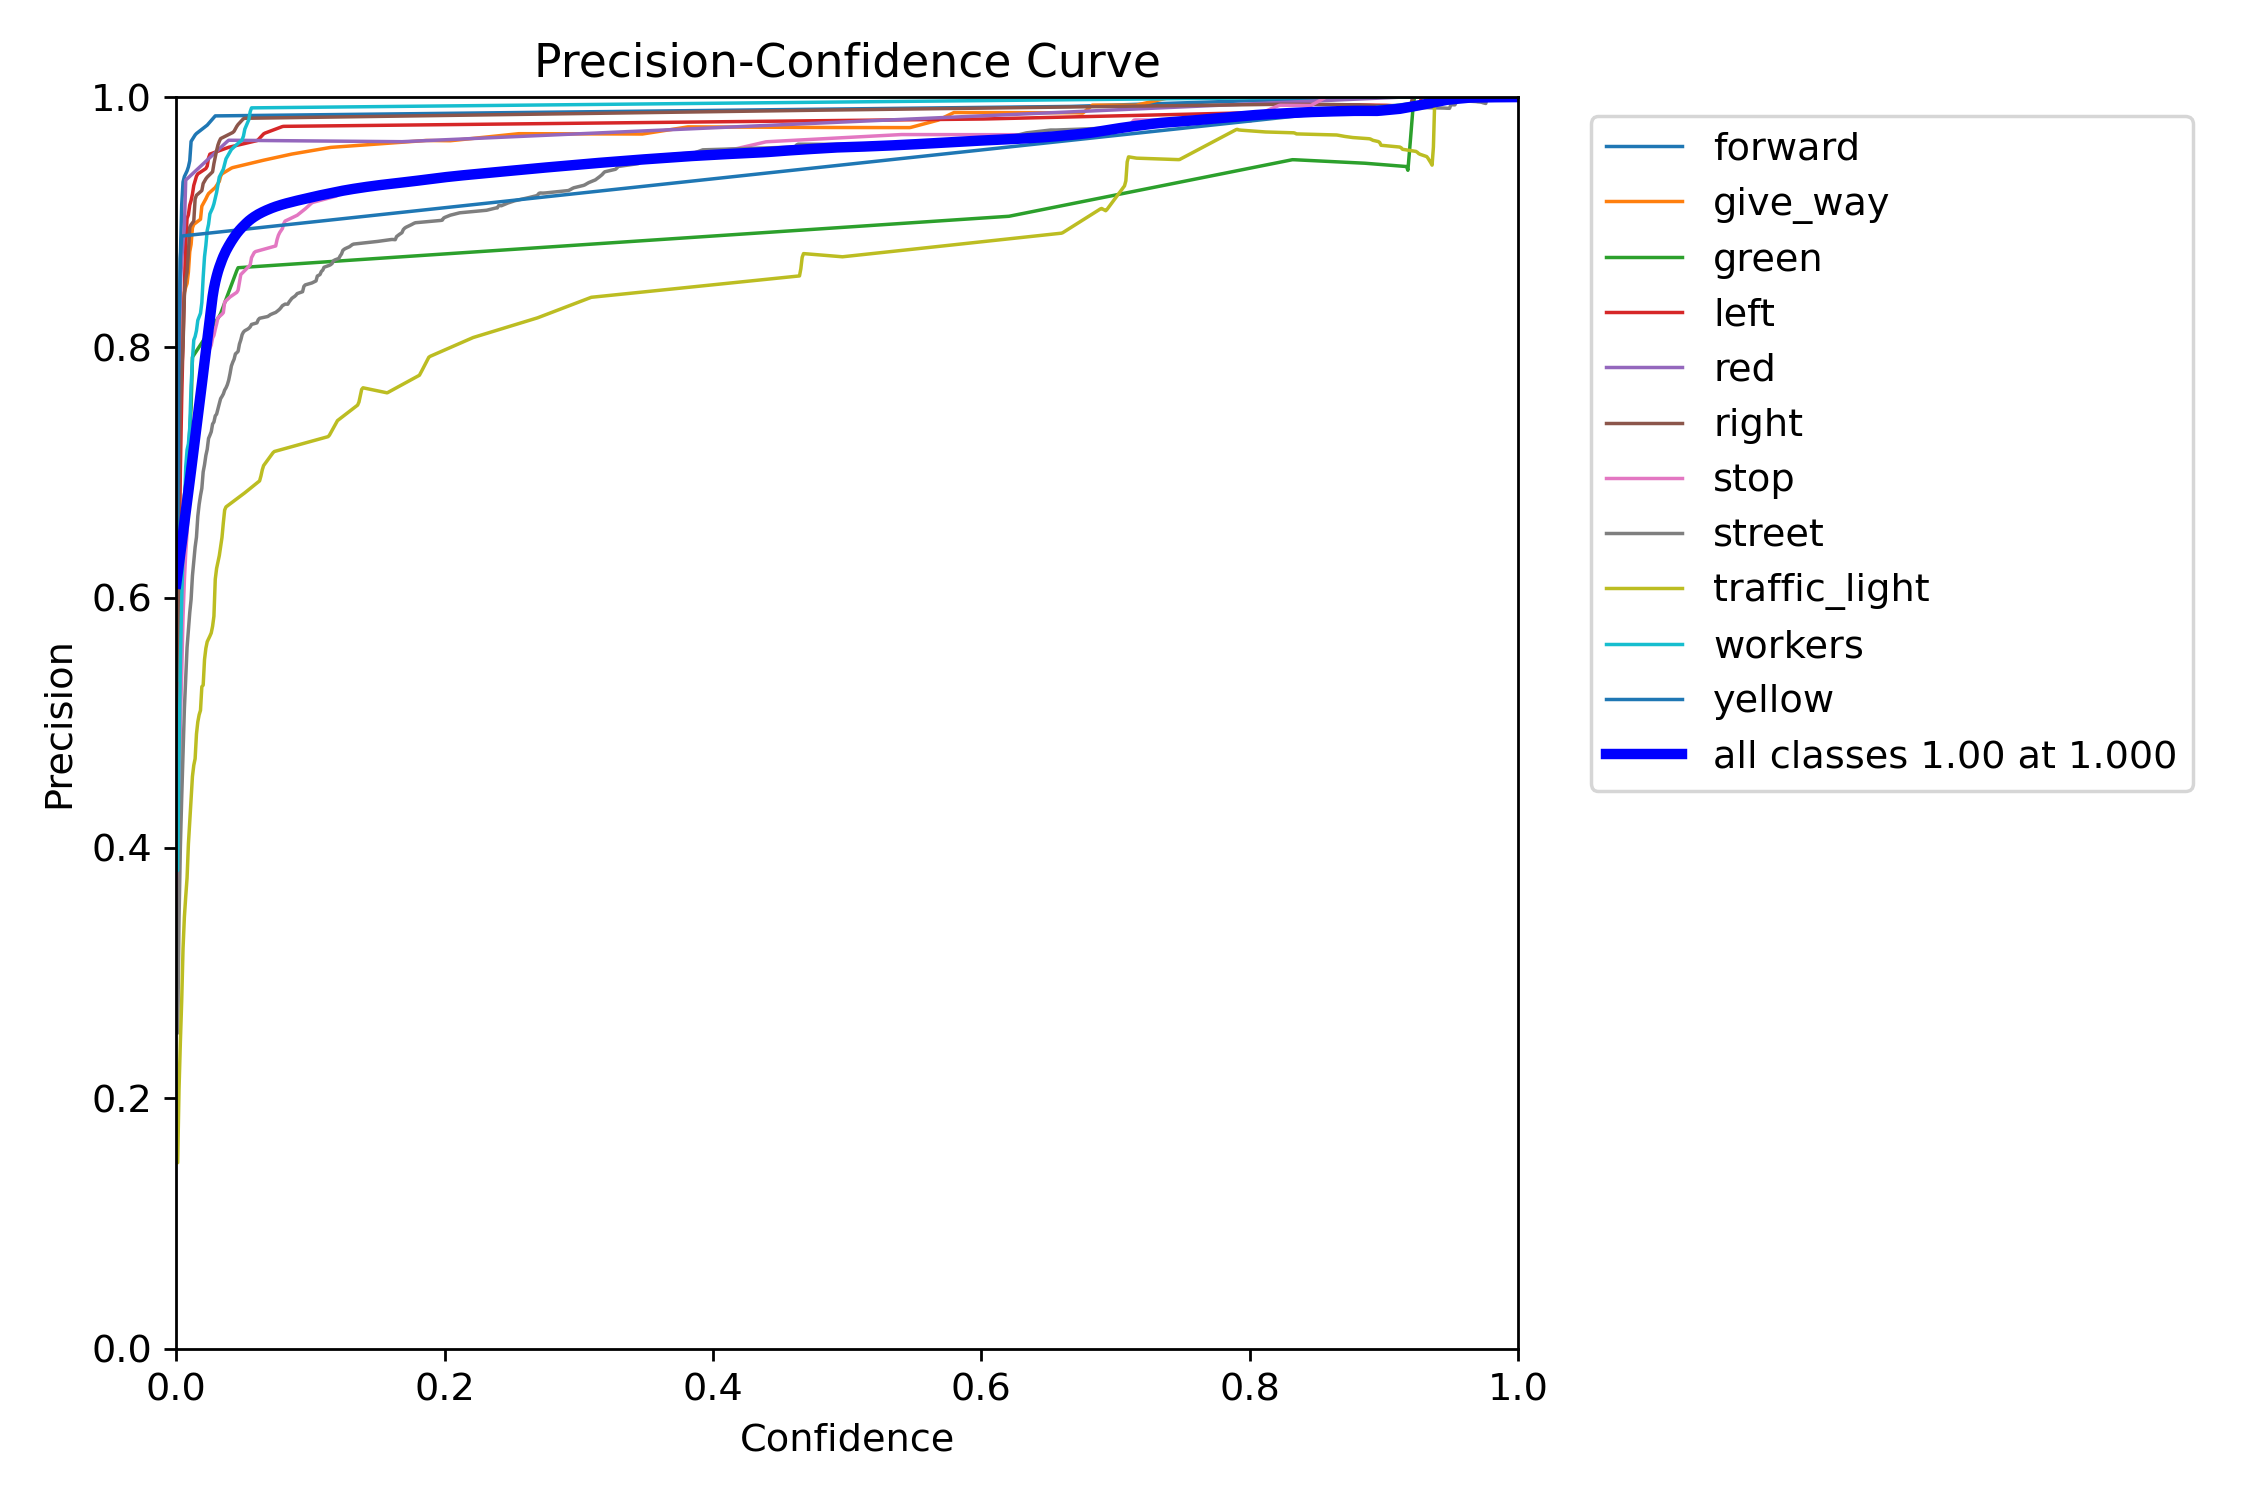 Precision-Confidence Curve
1.0
0.8
0.6
0.4
0.2
0.0
Precision
0.0 0.2 0.4 0.6 0.8 1.0
Confidence
forward
give_way
green
left
red
right
stop
street
traffic_light
workers
yellow
all classes 1.00 at 1.000